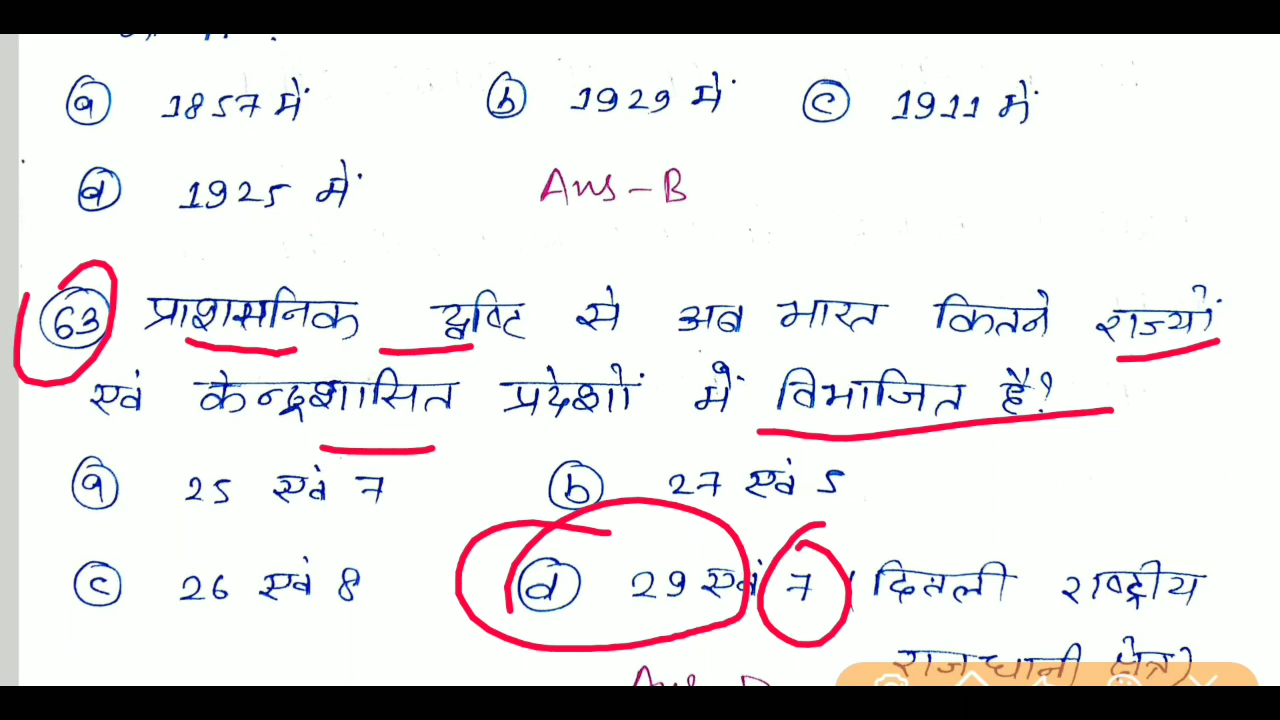 (a) 1857 में (b) 1929 में (c) 1911 में
(d) 1925 में Ans - B
(63) प्राशासनिक दृष्टि से अब भारत कितने राज्यों
एवं केन्द्रशासित प्रदेशों में विभाजित है?
(a) 25 एवं 7 (b) 27 एवं 5
(c) 26 एवं 8 (d) 29 एवं 7 (दिल्ली राष्ट्रीय
राजधानी क्षेत्र)